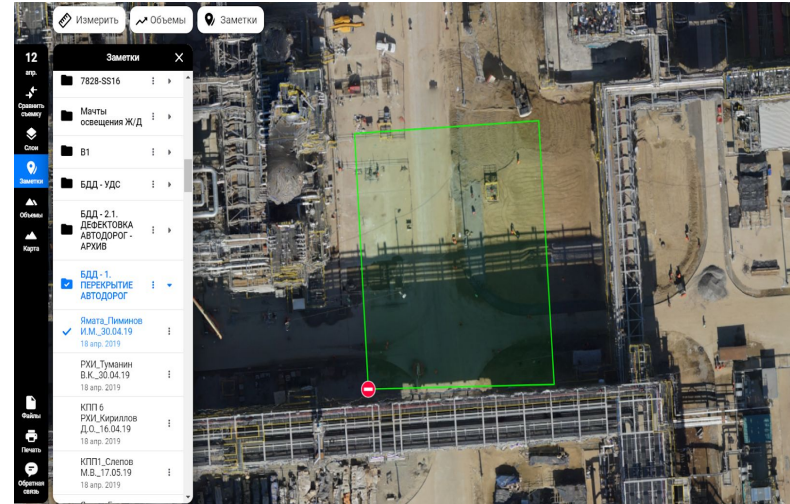 Измерить
Объемы
Заметки
12
апр.
Сравнить
съемку
Слои
Заметки
Объемы
Карта
Файлы
Печать
Обратная
связь
Заметки
7828-SS16
Мачты
освещения Ж/Д
В1
БДД - УДС
БДД - 2.1.
ДЕФЕКТОВКА
АВТОДОРОГ -
АРХИВ
БДД - 1.
ПЕРЕКРЫТИЕ
АВТОДОРОГ
Ямата_Пиминов
И.М._30.04.19
18 апр. 2019
РХИ_Туманин
В.К._30.04.19
18 апр. 2019
КПП 6
РХИ_Кириллов
Д.О._16.04.19
18 апр. 2019
КПП1_Слепов
М.В._17.05.19
18 апр. 2019